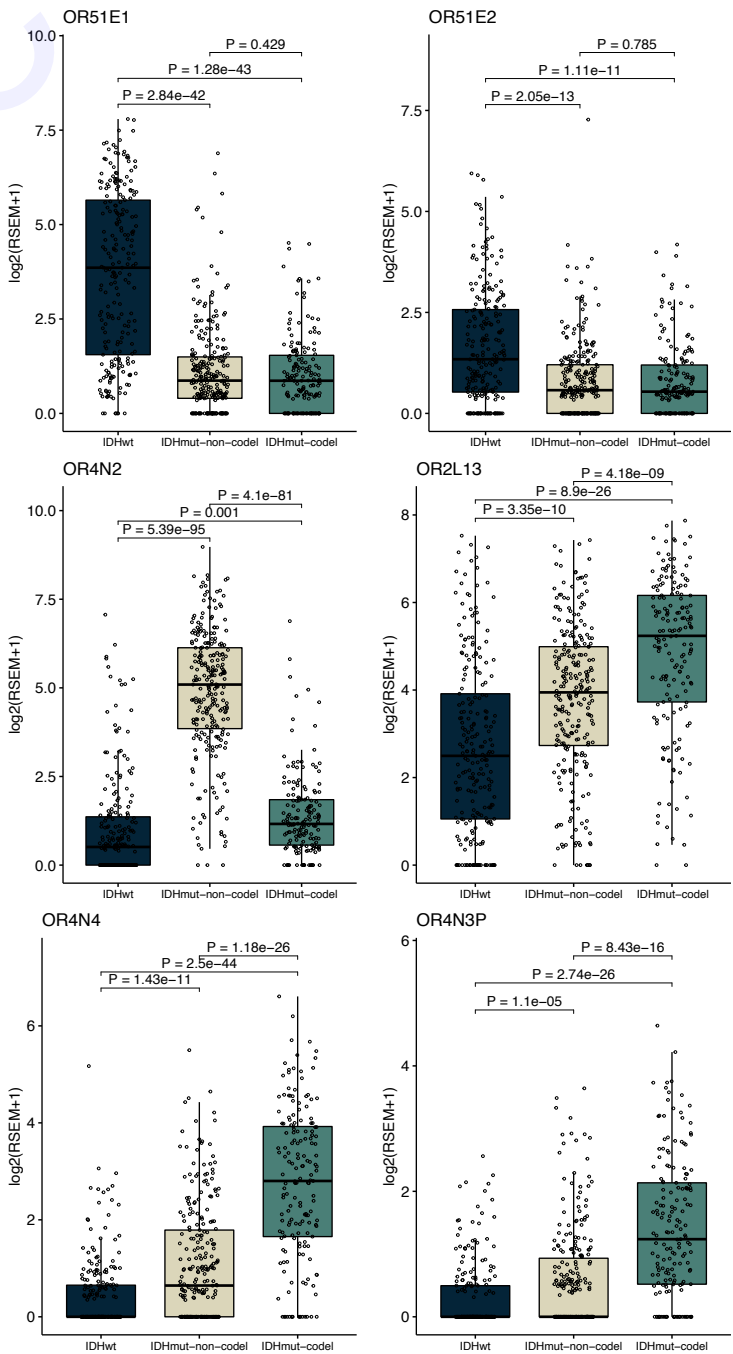 OR51E1
OR51E2
10.0
P = 0.429
P = 0.785
P = 1.28e−43
P = 1.11e−11
P = 2.84e−42
P = 2.05e−13
7.5
7.5
5.0
5.0
2.5
2.5
0.0
0.0
log2(RSEM+1)
log2(RSEM+1)
IDHwt IDHmut−non−codel IDHmut−codel
IDHwt IDHmut−non−codel IDHmut−codel
OR4N2
OR2L13
P = 4.1e−81
P = 4.18e−09
P = 0.001
P = 8.9e−26
P = 5.39e−95
P = 3.35e−10
10.0
7.5
5.0
2.5
0.0
8
6
4
2
0
log2(RSEM+1)
log2(RSEM+1)
IDHwt IDHmut−non−codel IDHmut−codel
IDHwt IDHmut−non−codel IDHmut−codel
OR4N4
OR4N3P
P = 1.18e−26
P = 8.43e−16
P = 2.5e−44
P = 2.74e−26
P = 1.43e−11
P = 1.1e−05
6
4
2
0
6
4
2
0
log2(RSEM+1)
log2(RSEM+1)
IDHwt IDHmut−non−codel IDHmut−codel
IDHwt IDHmut−non−codel IDHmut−codel